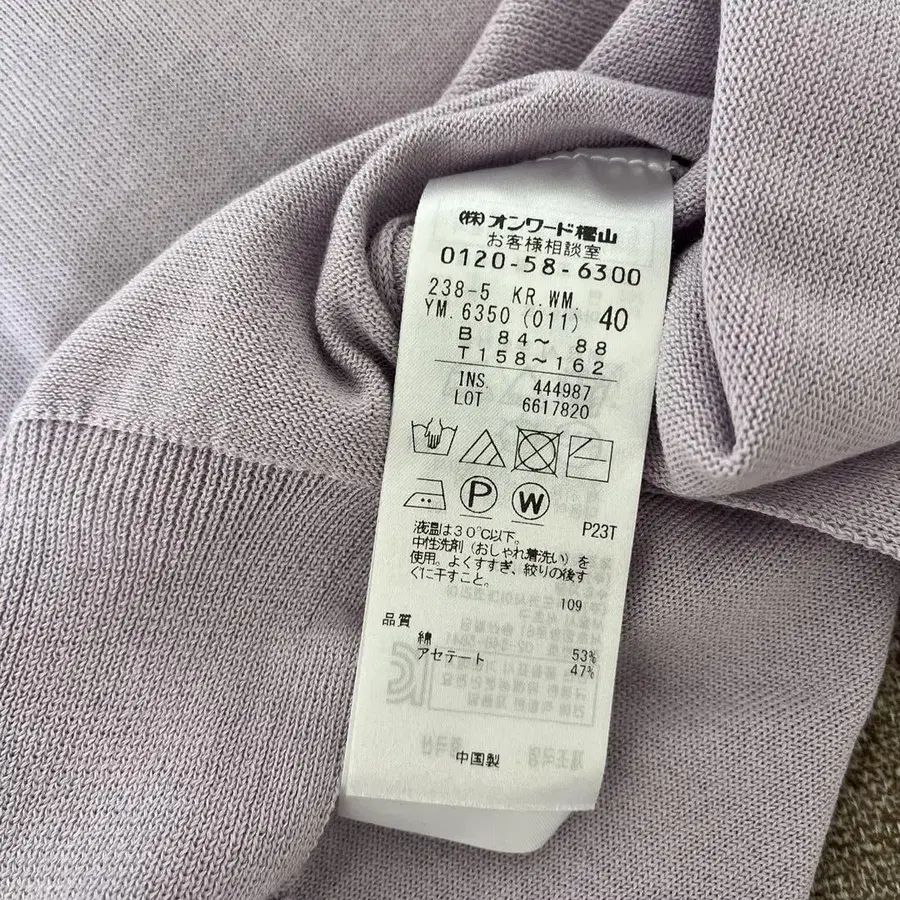 (株)オンワード樫山
お客様相談室
0120-58-6300
238-5 KR.WM.
YM.6350 (011) 40
B 84〜 88
T 158〜162
INS. 444987
LOT 6617820
P W
P23T
液温は30℃以下。
中性洗剤(おしゃれ着洗い)を
使用。よくすすぎ、絞りの後す
ぐに干すこと。
109
品質
綿 53%
アセテート 47%
中国製